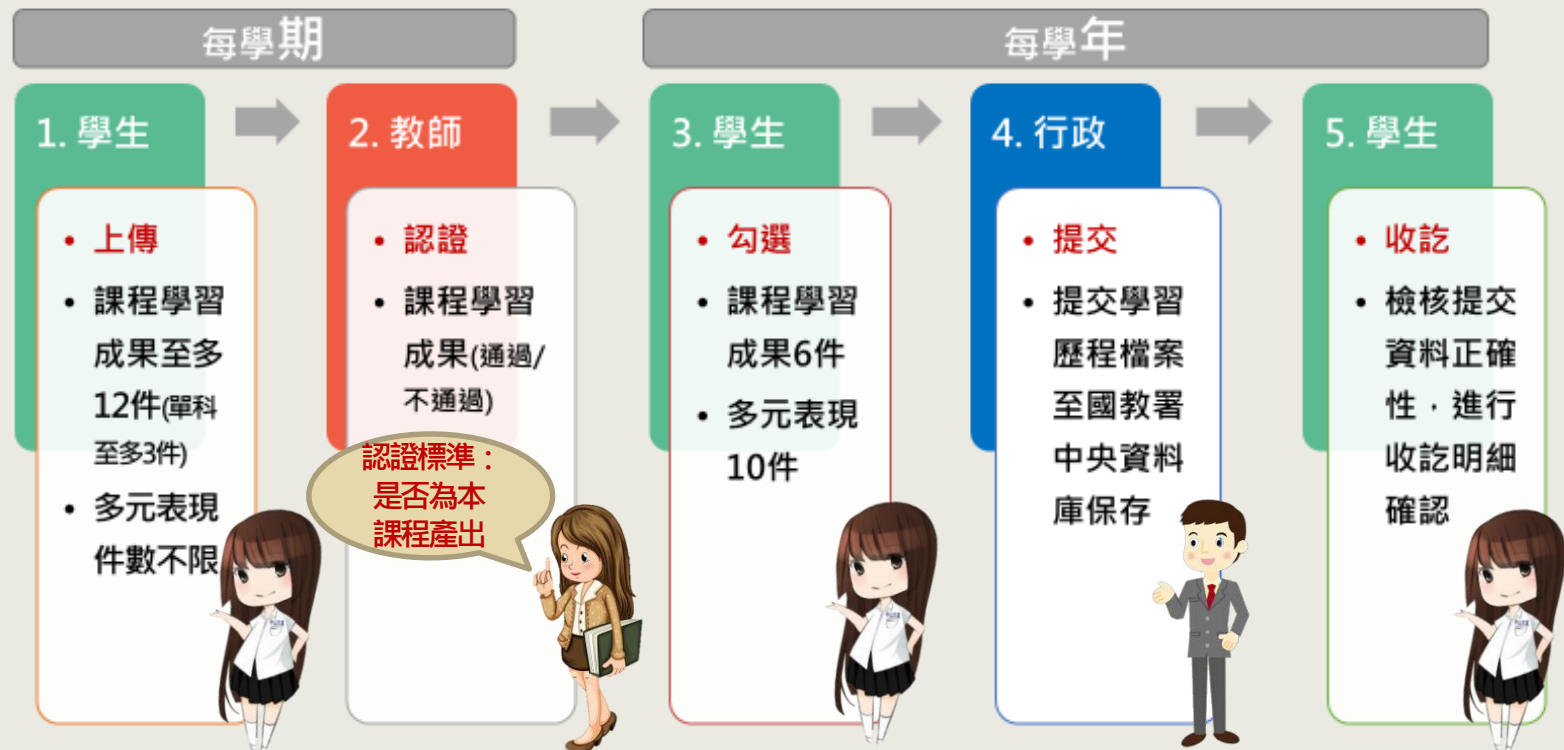 每學期
每學年
1. 學生
• 上傳
• 課程學習
成果至多
12件(單科
至多3件)
• 多元表現
件數不限
2. 教師
• 認證
• 課程學習
成果(通過/
不通過)
認證標準：
是否為本
課程產出
3. 學生
• 勾選
• 課程學習
成果6件
• 多元表現
10件
4. 行政
• 提交
• 提交學習
歷程檔案
至國教署
中央資料
庫保存
5. 學生
• 收訖
• 檢核提交
資料正確
性，進行
收訖明細
確認